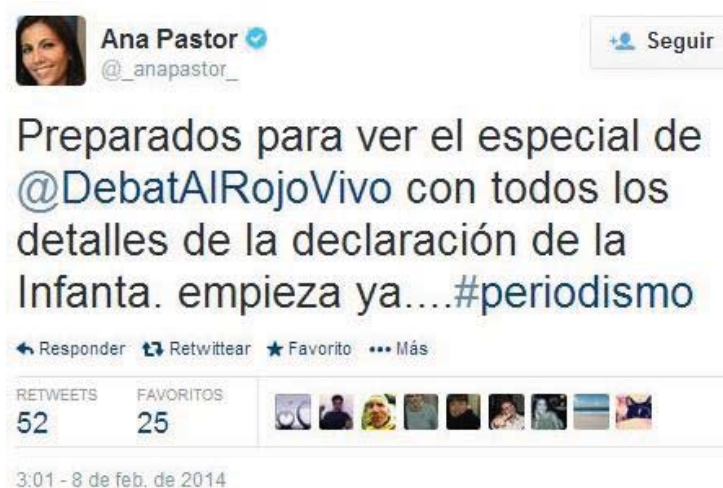 Ana Pastor
Seguir
@_anapastor_
Preparados para ver el especial de
@DebatAlRojoVivo con todos los
detalles de la declaración de la
Infanta. empieza ya....#periodismo
Responder Retwittear Favorito Más
RETWEETS FAVORITOS
52 25
3:01 - 8 de feb. de 2014